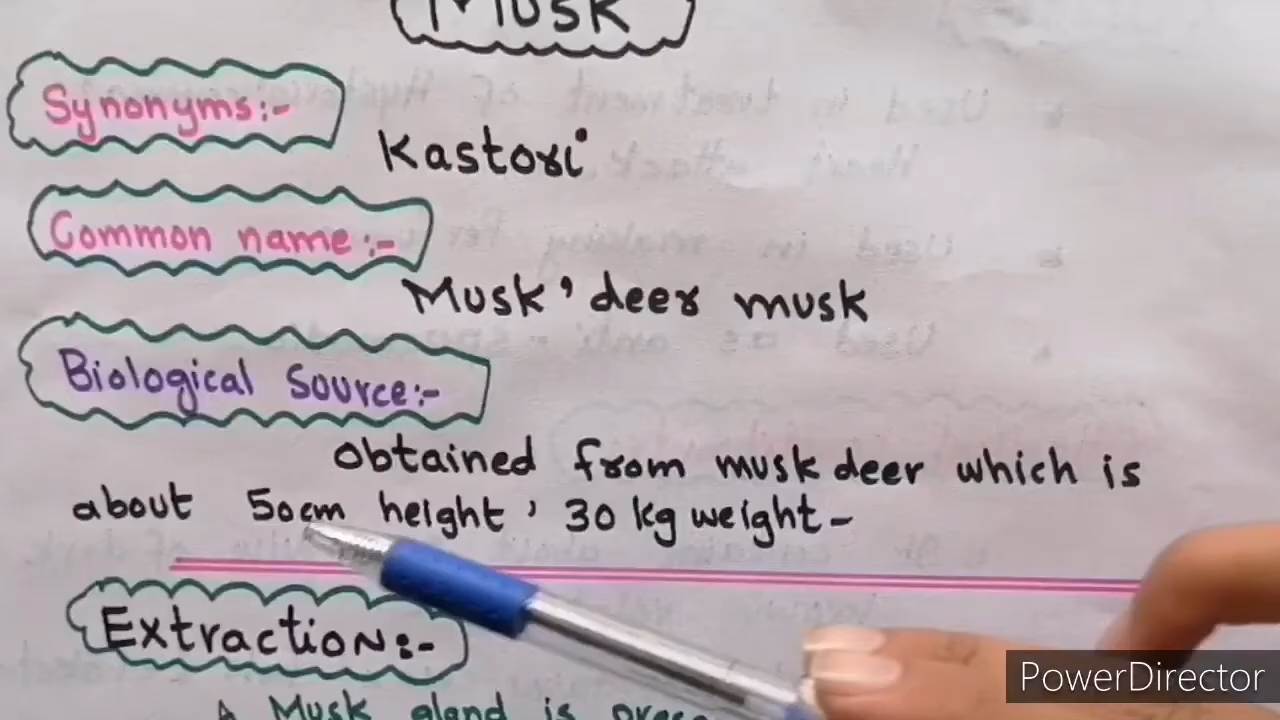 Musk
Synonyms:-
Kastori
Common name:-
Musk, deer musk
Biological Source:-
Obtained from musk deer which is
about 50cm height, 30 kg weight-
Extraction:-
Musk gland is
PowerDirector